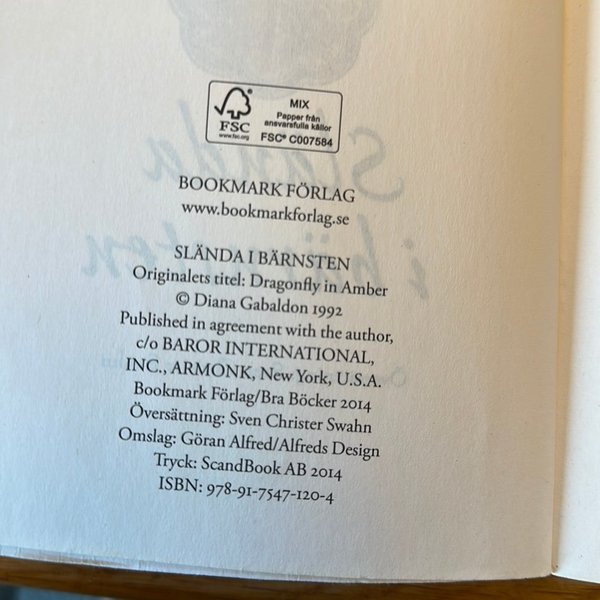 MIX
Papper från
ansvarsfulla källor
FSC
www.fsc.org
FSC® C007584
BOOKMARK FÖRLAG
www.bookmarkforlag.se
SLÄNDA I BÄRNSTEN
Originalets titel: Dragonfly in Amber
© Diana Gabaldon 1992
Published in agreement with the author,
c/o BAROR INTERNATIONAL,
INC., ARMONK, New York, U.S.A.
Bookmark Förlag/Bra Böcker 2014
Översättning: Sven Christer Swahn
Omslag: Göran Alfred/Alfreds Design
Tryck: ScandBook AB 2014
ISBN: 978-91-7547-120-4
Slända
i bärnsten